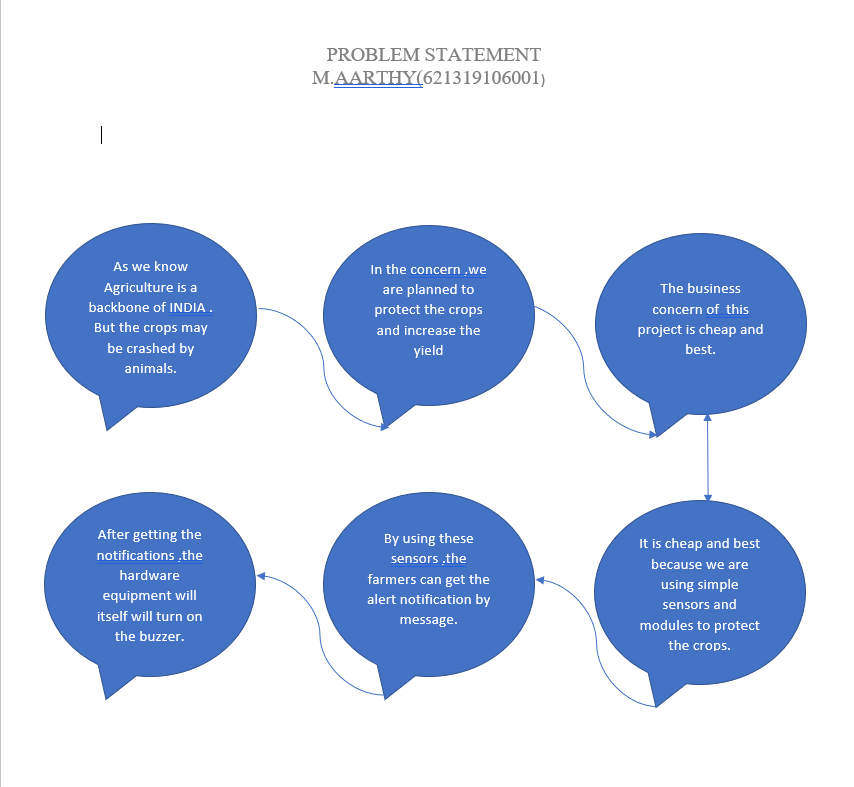 PROBLEM STATEMENT
M.AARTHY(621319106001)
As we know
Agriculture is a
backbone of INDIA .
But the crops may
be crashed by
animals.
In the concern ,we
are planned to
protect the crops
and increase the
yield
The business
concern of  this
project is cheap and
best.
It is cheap and best
because we are
using simple
sensors and
modules to protect
the crops.
By using these
sensors ,the
farmers can get the
alert notification by
message.
After getting the
notifications ,the
hardware
equipment will
itself will turn on
the buzzer.